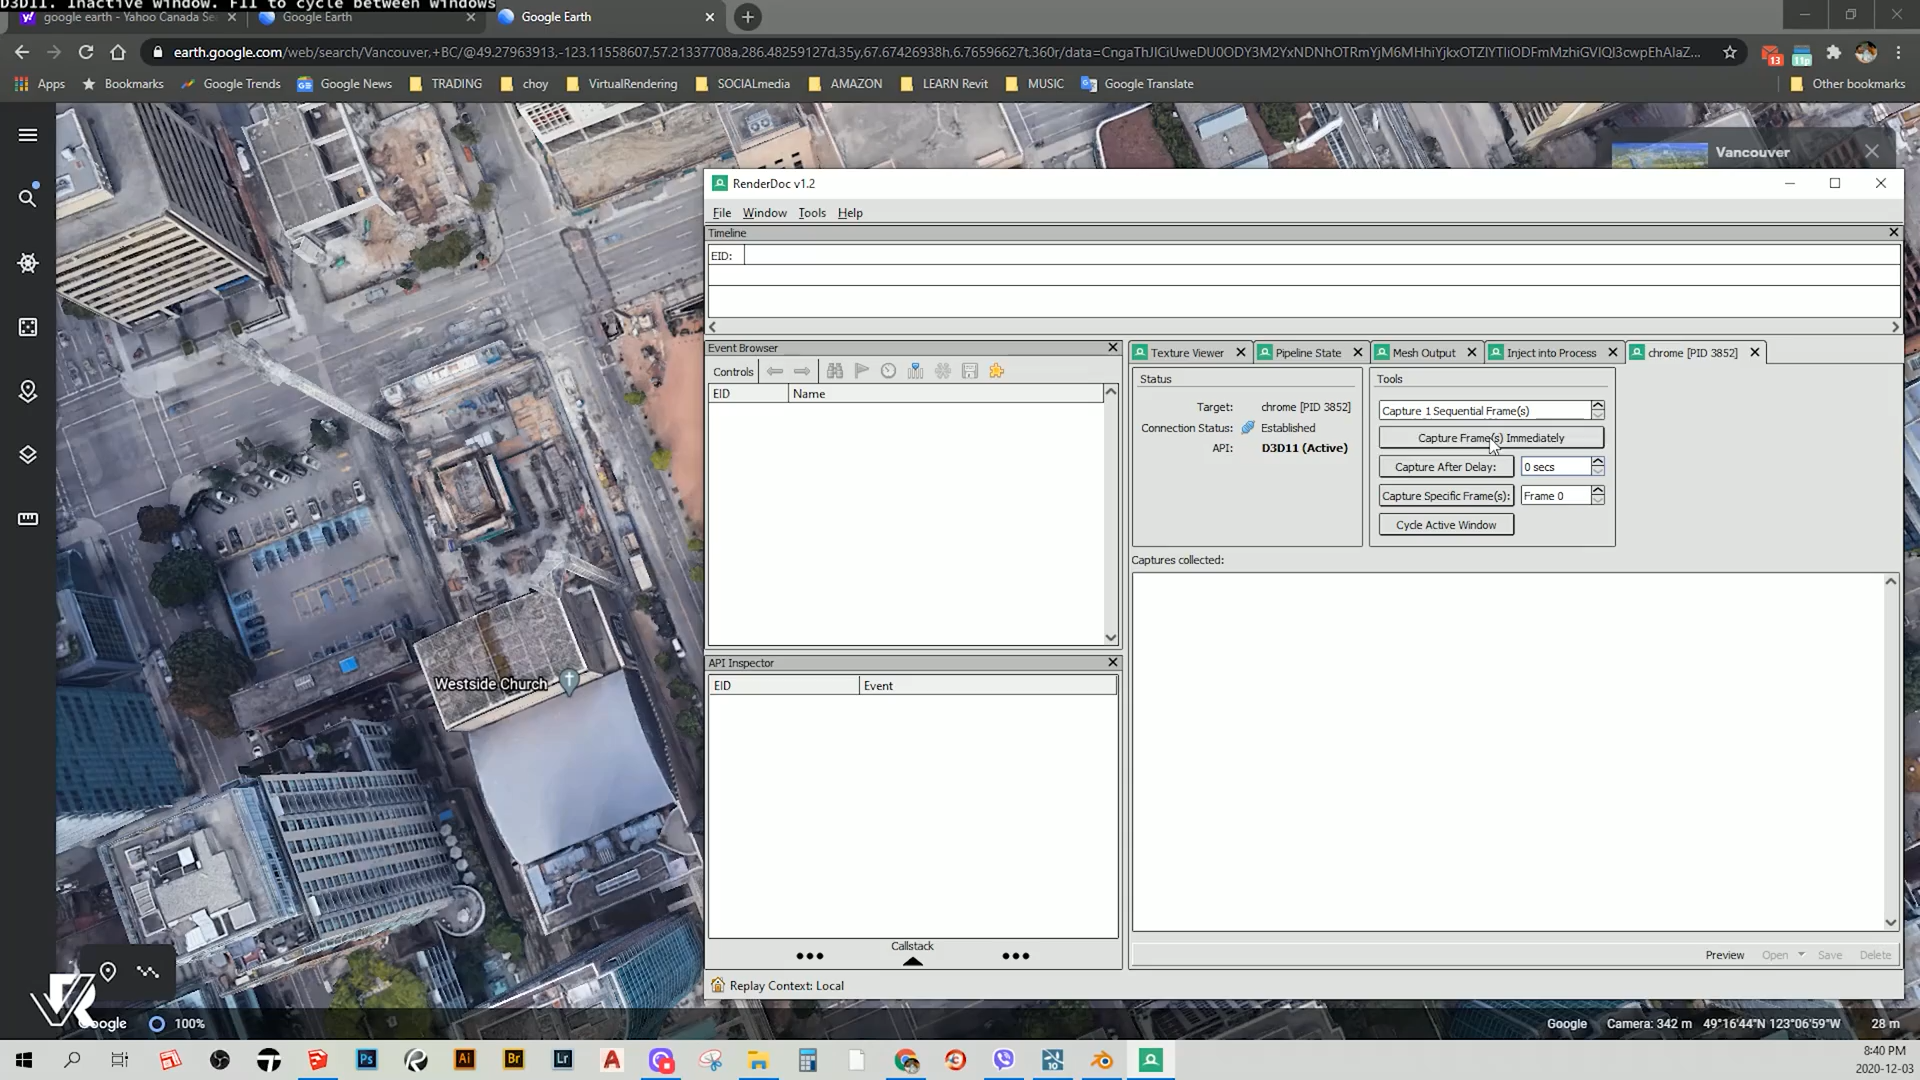 D3D11. Inactive window. F11 to cycle between windows
google earth - Yahoo Canada Se
Google Earth
Google Earth
earth.google.com/web/search/Vancouver,+BC/@49.27963913,-123.11558607,57.21337708a,286.48259127d,35y,67.67426938h,6.76596627t,360r/data=
13
11p
Apps
Bookmarks
Google Trends
Google News
TRADING
choy
VirtualRendering
SOCIALmedia
AMAZON
LEARN Revit
MUSIC
Google Translate
Other bookmarks
Vancouver
RenderDoc v1.2
File
Window
Tools
Help
Timeline
EID:
Event Browser
Controls
EID
Name
Texture Viewer
Pipeline State
Mesh Output
Inject into Process
chrome [PID 3852]
Status
Target: chrome [PID 3852]
Connection Status: Established
API: D3D11 (Active)
Tools
Capture 1 Sequential Frame(s)
Capture Frame(s) Immediately
Capture After Delay:
0 secs
Capture Specific Frame(s):
Frame 0
Cycle Active Window
Captures collected:
API Inspector
EID
Event
Callstack
Preview
Open
Save
Delete
Replay Context: Local
Westside Church
100%
Google
Camera: 342 m
49°16'44"N 123°06'59"W
28 m
Ps
Ai
Br
Lr
8:40 PM
2020-12-03